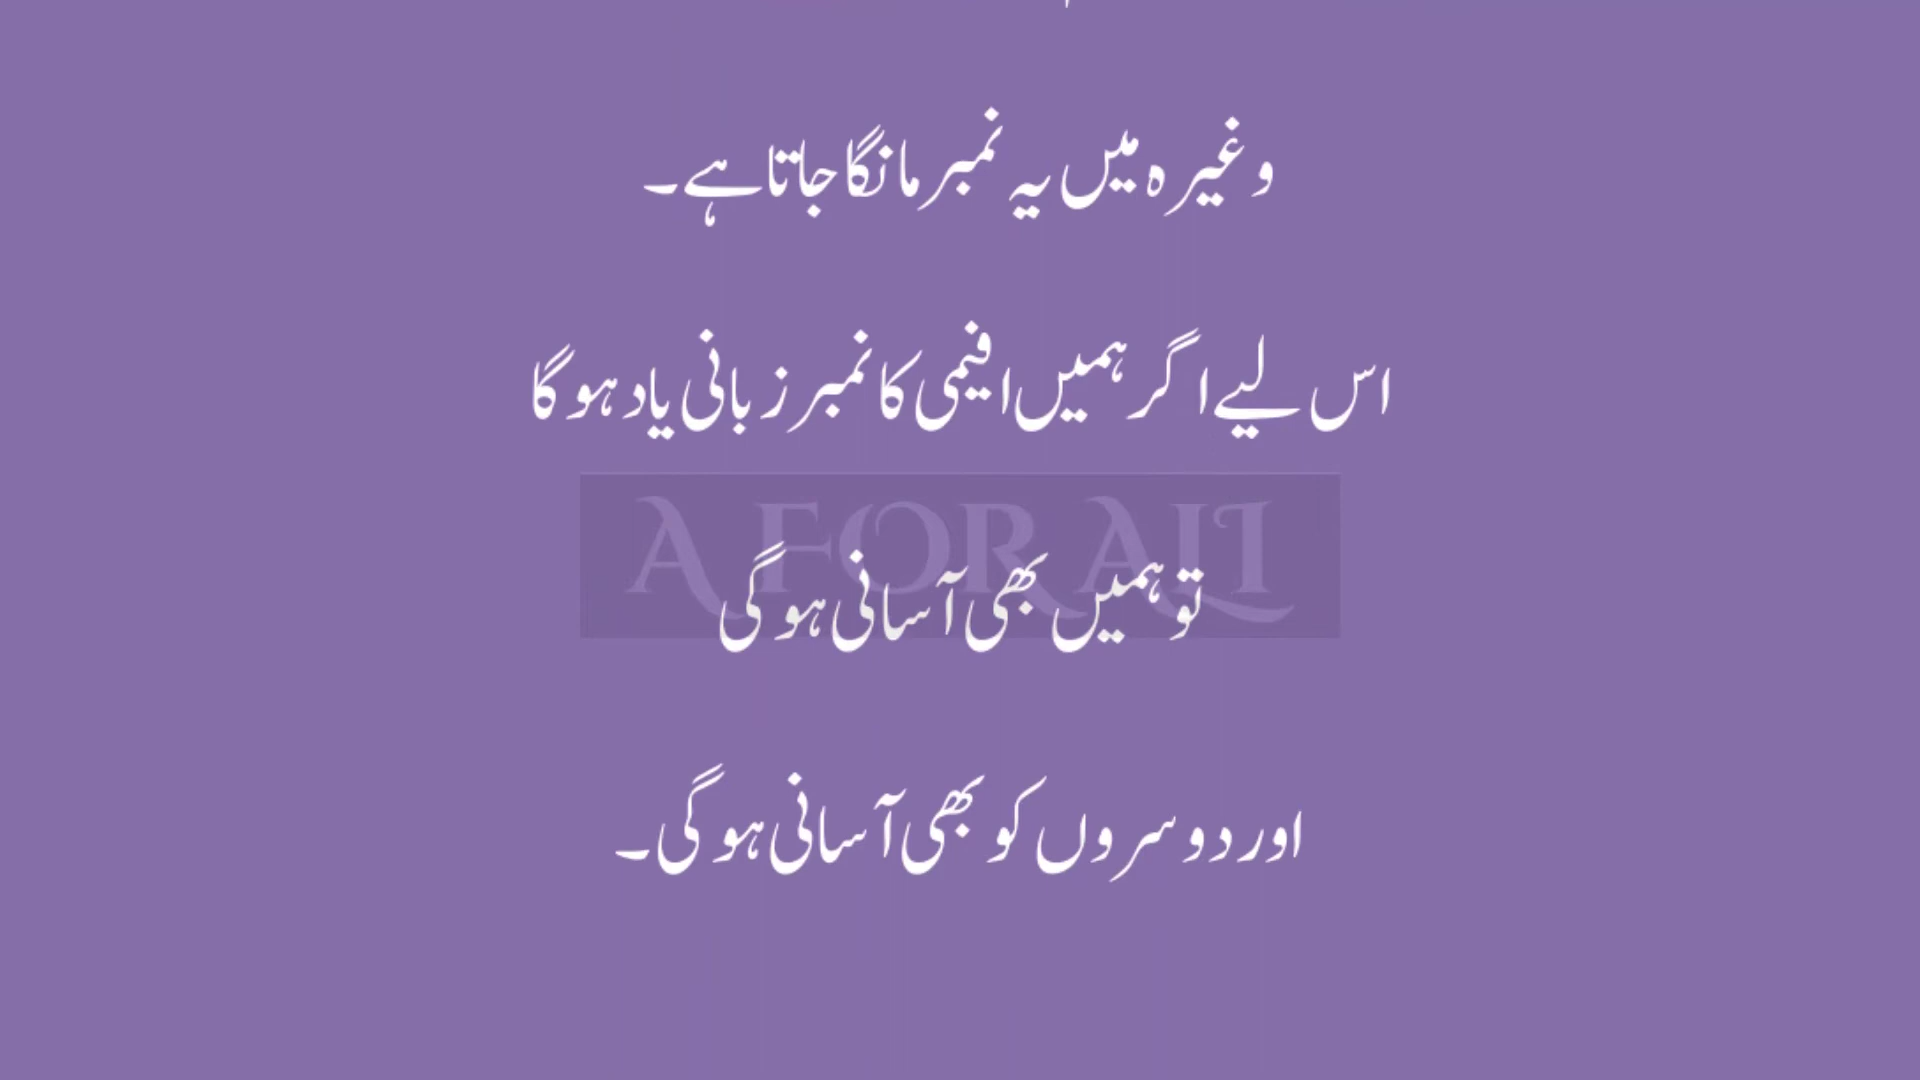 وغیرہ میں یہ نمبر مانگا جاتا ہے۔
اس لیے اگر ہمیں افیمی کا نمبر زبانی یاد ہوگا
A FOR ALI
تو ہمیں بھی آسانی ہوگی
اور دوسروں کو بھی آسانی ہوگی۔